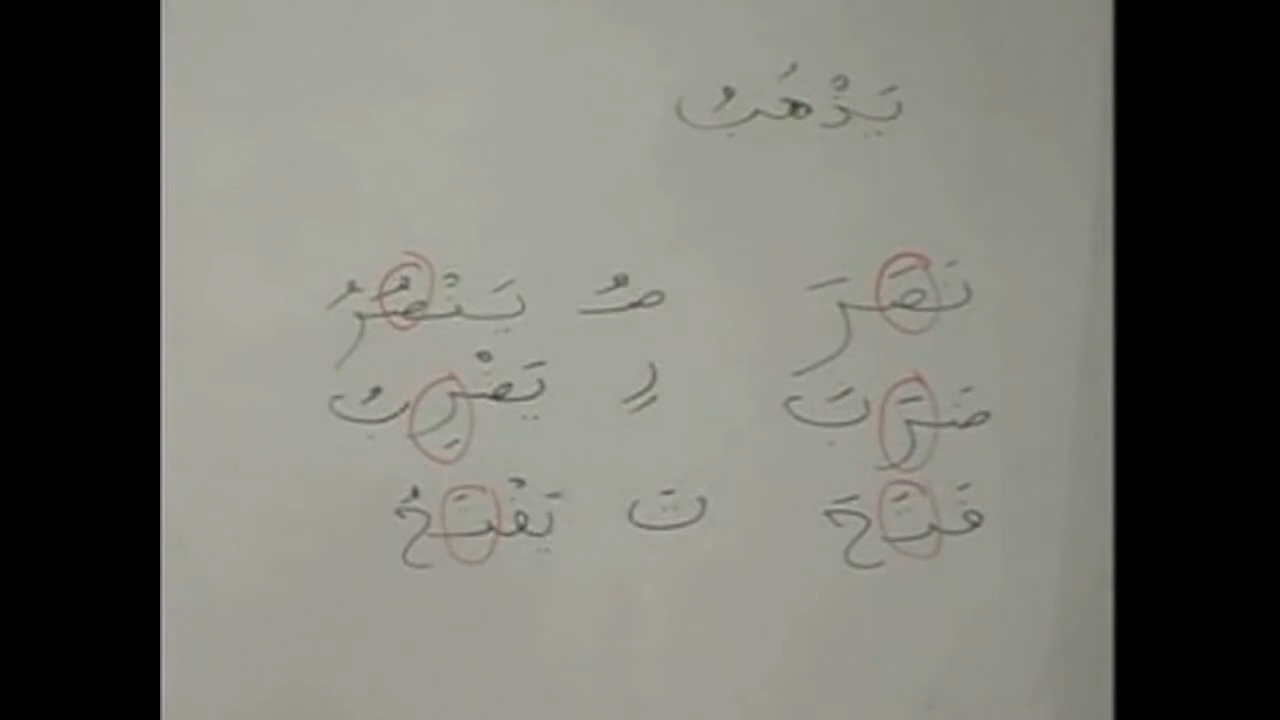 يَذْهَبُ
نَصَرَ صُ يَنْصُرُ
ضَرَبَ رِ يَضْرِبُ
فَتَحَ تَ يَفْتَحُ